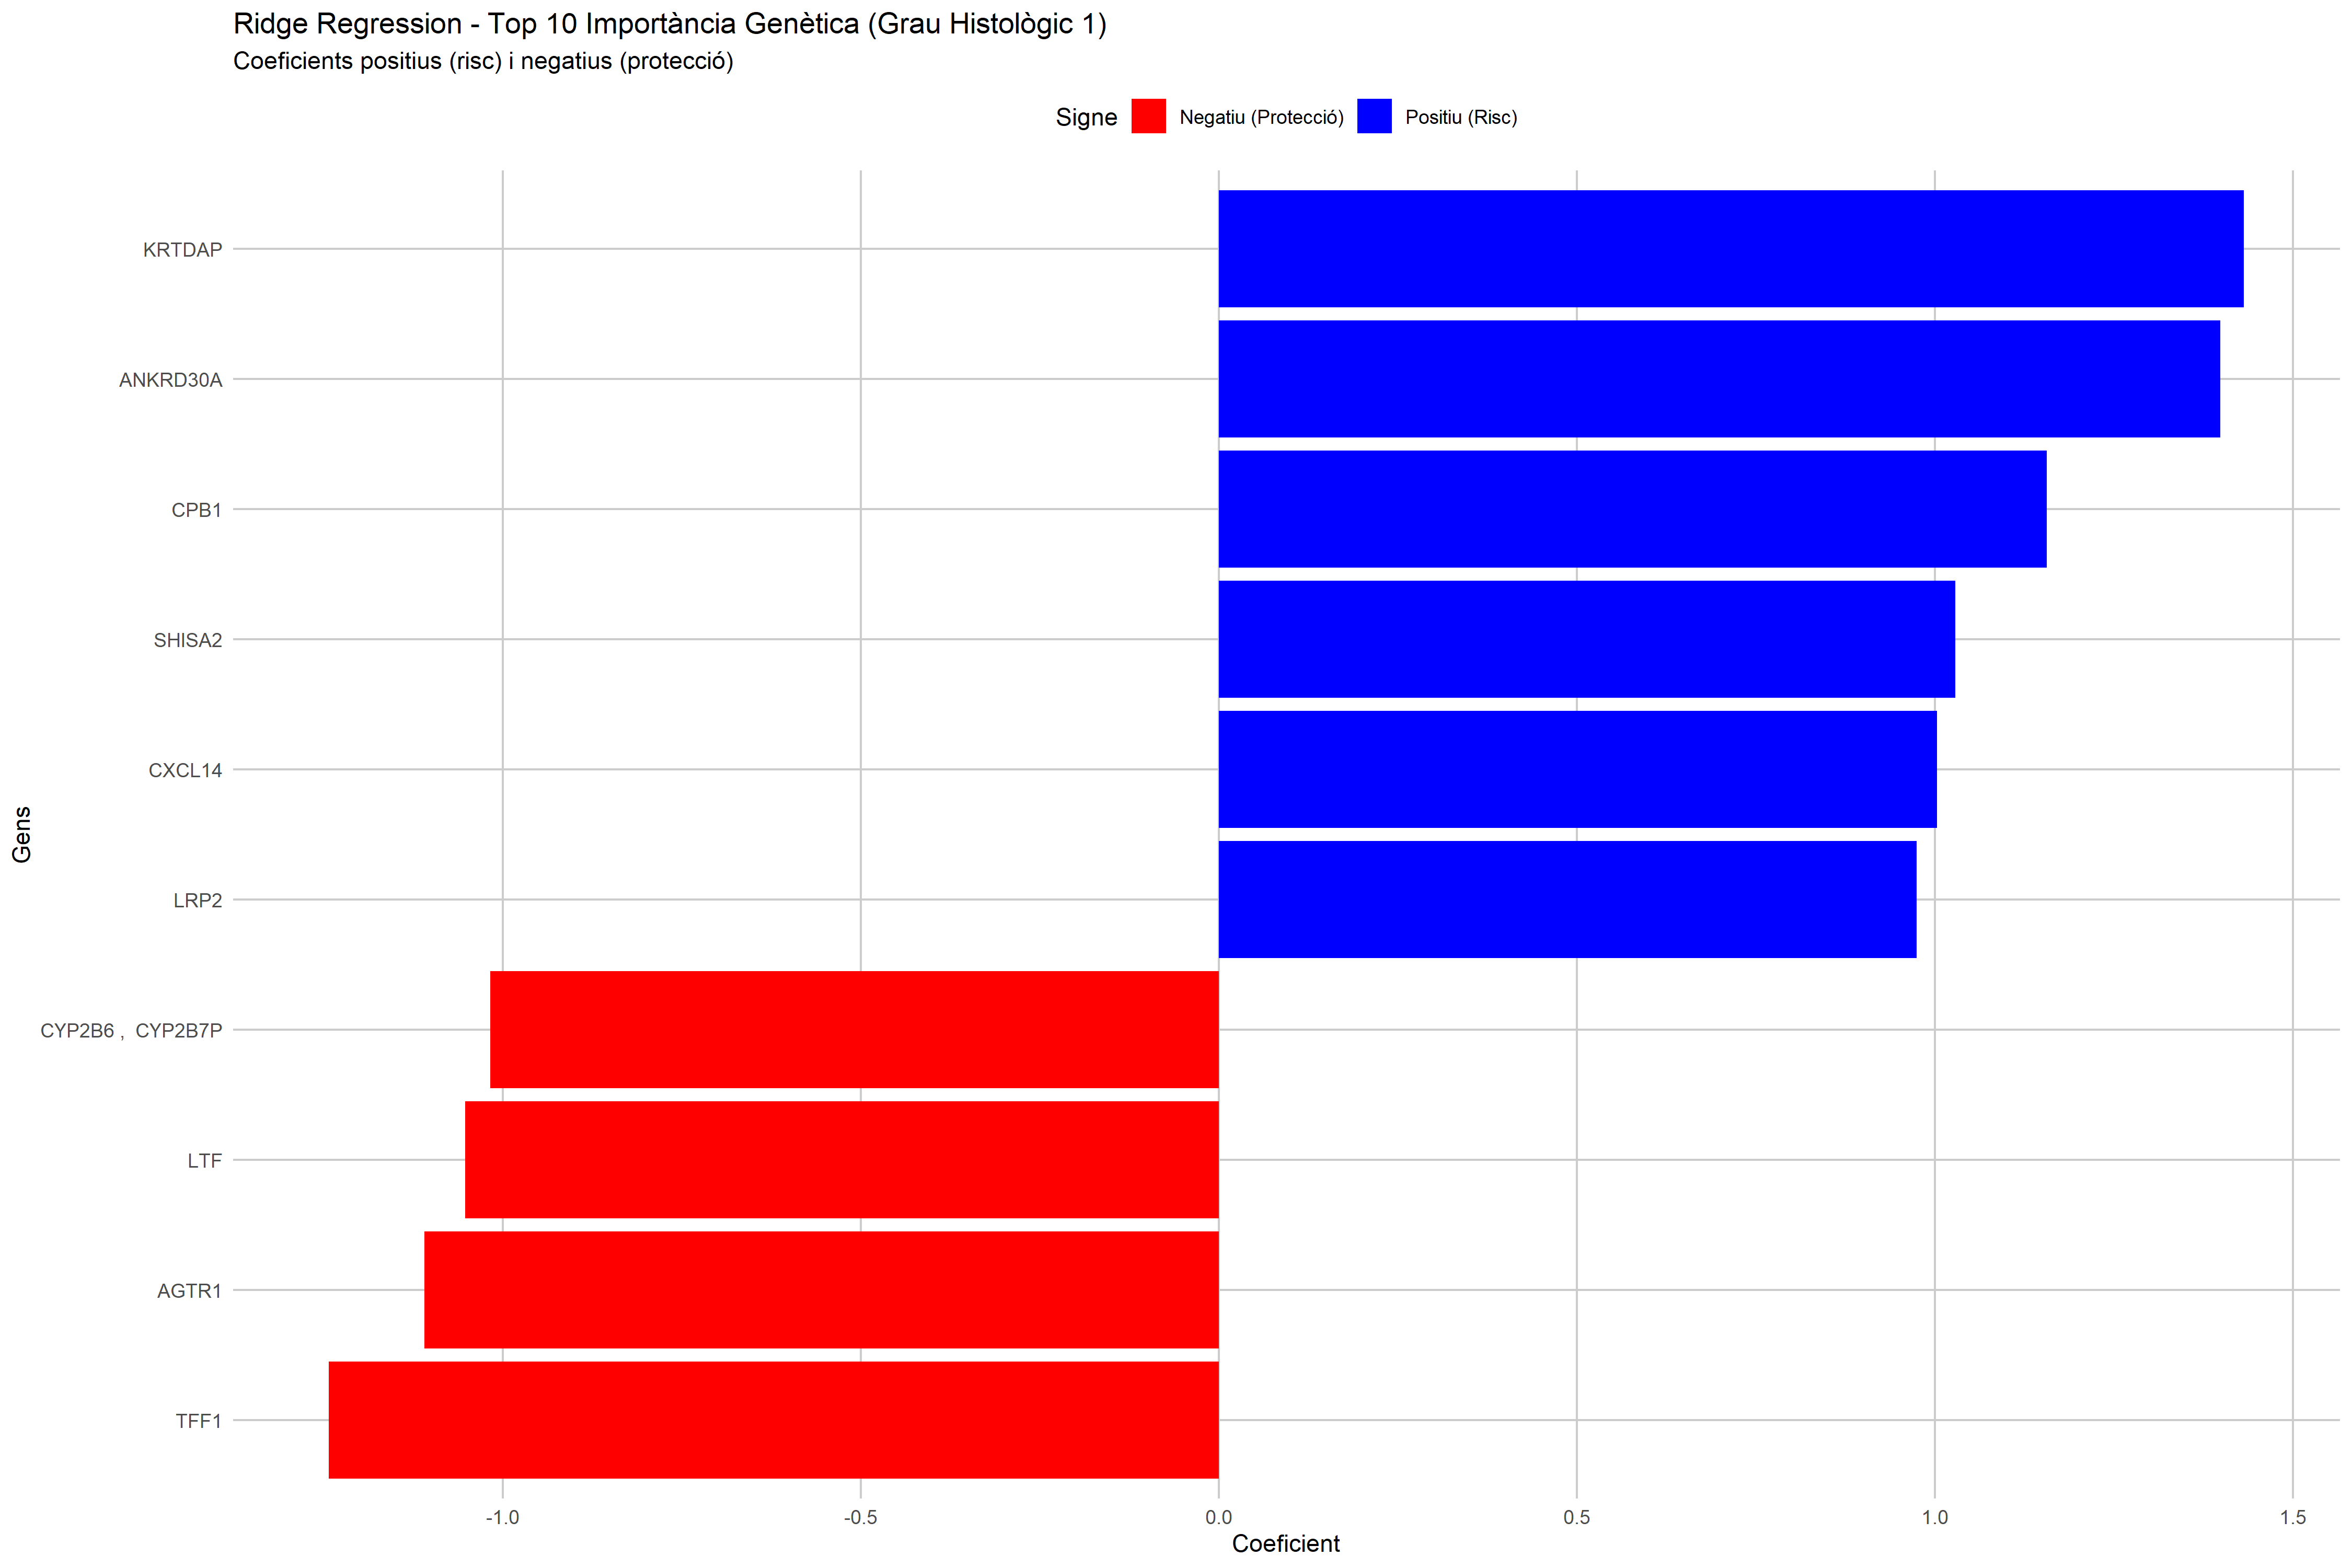 Ridge Regression - Top 10 Importància Genètica (Grau Histològic 1)
Coeficients positius (risc) i negatius (protecció)
Signe Negatiu (Protecció) Positiu (Risc)
KRTDAP
ANKRD30A
CPB1
SHISA2
CXCL14
LRP2
CYP2B6 ,  CYP2B7P
LTF
AGTR1
TFF1
Gens
-1.0 -0.5 0.0 0.5 1.0 1.5
Coeficient